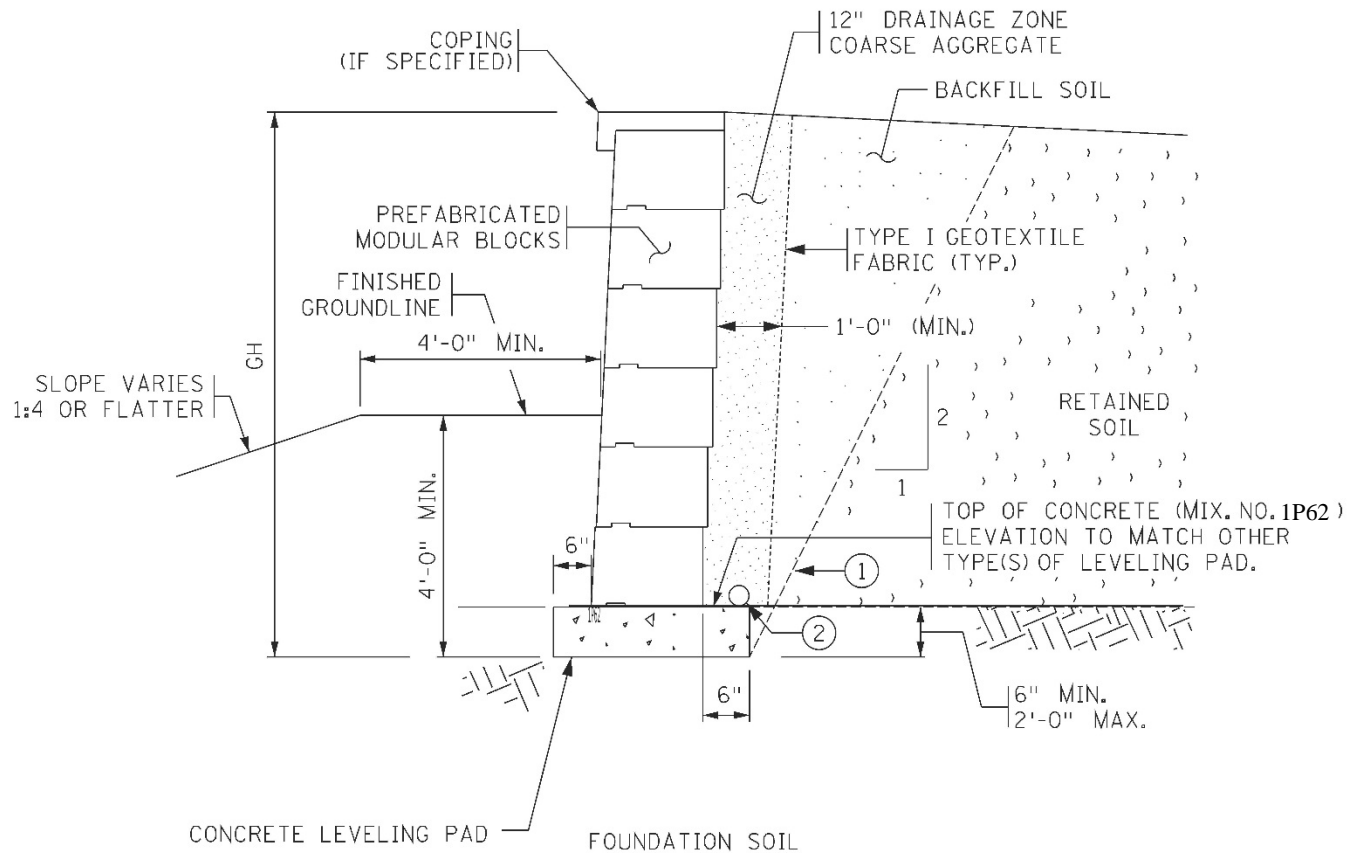 COPING
(IF SPECIFIED)
12" DRAINAGE ZONE
COARSE AGGREGATE
BACKFILL SOIL
PREFABRICATED
MODULAR BLOCKS
TYPE I GEOTEXTILE
FABRIC (TYP.)
FINISHED
GROUNDLINE
1'-0" (MIN.)
4'-0" MIN.
GH
SLOPE VARIES
1:4 OR FLATTER
2
1
RETAINED
SOIL
4'-0" MIN.
6"
TOP OF CONCRETE (MIX. NO. 1P62)
ELEVATION TO MATCH OTHER
TYPE(S) OF LEVELING PAD.
1
2
1P62
6"
6" MIN.
2'-0" MAX.
CONCRETE LEVELING PAD
FOUNDATION SOIL